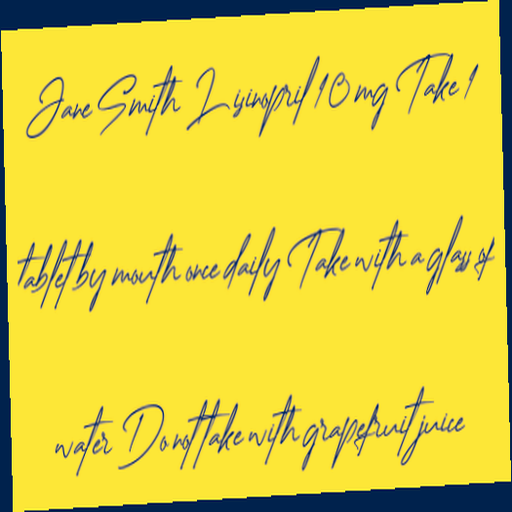 Jane Smith Lisinopril 10 mg Take 1
tablet by mouth once daily Take with a glass of
water Do not take with grapefruit juice